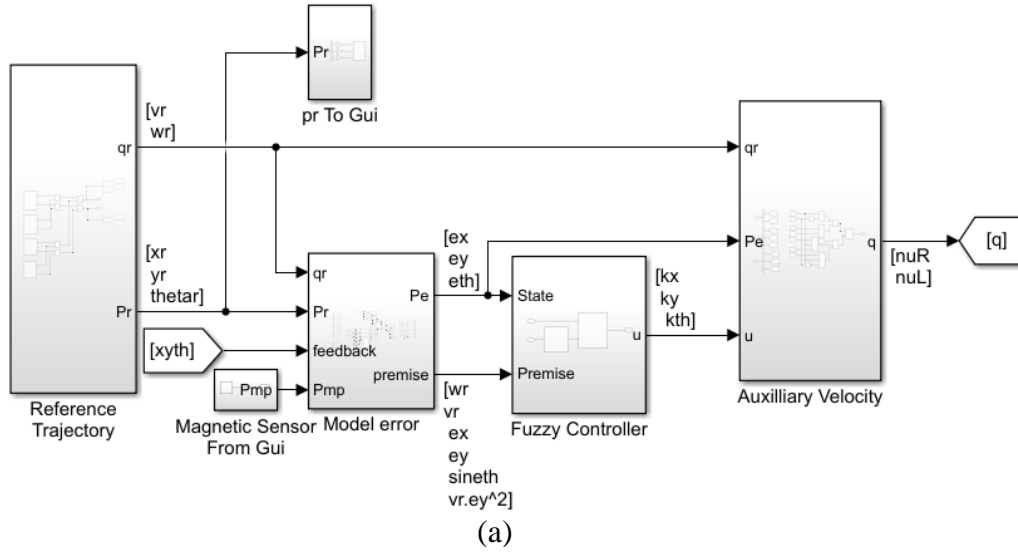 Pr
pr To Gui
[vr
wr]
qr
qr
[xr
yr
thetar]
Pr
[xyth]
Reference
Trajectory
qr
Pr
feedback
Pmp
Pe
premise
Model error
Pmp
Magnetic Sensor
From Gui
[ex
ey
eth]
[wr
vr
ex
ey
sineth
vr.ey^2]
State
Premise
u
Fuzzy Controller
[kx
ky
kth]
Pe
u
q
Auxilliary Velocity
[nuR
nuL]
[q]
(a)